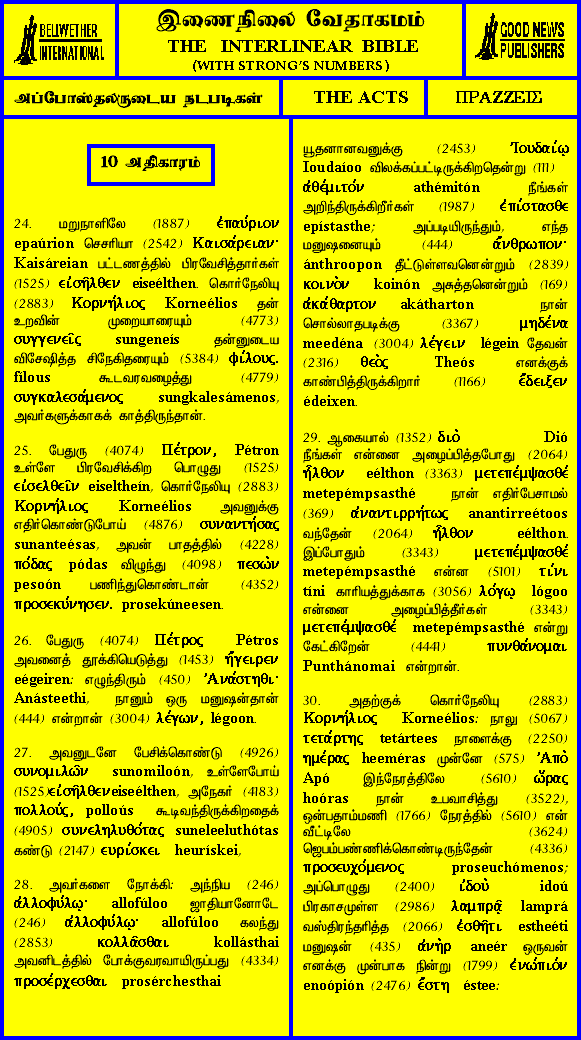 BELLWETHER
INTERNATIONAL
இணைநிலை வேதாகமம்
THE INTERLINEAR BIBLE
(WITH STRONG'S NUMBERS)
GOOD NEWS
PUBLISHERS
அப்போஸ்தலருடைய நடபடிகள்
THE ACTS
ΠΡΑΖΖΕΙΣ
10 அதிகாரம்
24. மறுநாளிலே (1887) ἐπαύριον
epaúrion செசரியா (2542) Καισάρειαν·
Kaisáreian பட்டணத்தில் பிரவேசித்தார்கள்
(1525) εἰσῆλθεν eiseélthen. கொர்நேலியு
(2883) Κορνήλιος Korneélios தன்
உறவின் முறையாரையும் (4773)
συγγενεῖς sungeneís தன்னுடைய
விசேஷித்த சிநேகிதரையும் (5384) φίλους.
fílous கூடவரவழைத்து (4779)
συγκαλεσάμενος sungkalesámenos,
அவர்களுக்காகக் காத்திருந்தான்.
25. பேதுரு (4074) Πέτρον, Pétron
உள்ளே பிரவேசிக்கிற பொழுது (1525)
εἰσελθεῖν eiselthein, கொர்நேலியு (2883)
Κορνήλιος Korneélios அவனுக்கு
எதிர்கொண்டுபோய் (4876) συναντήσας
sunanteésas, அவன் பாதத்தில் (4228)
πόδας pódas விழுந்து (4098) πεσὼν
pesoón பணிந்துகொண்டான் (4352)
προσεκύνησεν. prosekúneesen.
26. பேதுரு (4074) Πέτρος Pétros
அவனைத் தூக்கியெடுத்து (1453) ἤγειρεν
eégeiren; எழுந்திரும் (450) Ἀνάστηθι·
Anásteethi, நானும் ஒரு மனுஷன்தான்
(444) என்றான் (3004) λέγων, légoon.
27. அவனுடனே பேசிக்கொண்டு (4926)
συνομιλῶν sunomiloón, உள்ளேபோய்
(1525)εἰσῆλθενeiseélthen, அநேகர் (4183)
πολλούς, polloús கூடிவந்திருக்கிறதைக்
(4905) συνεληλυθότας suneleeluthótas
கண்டு (2147) ευρίσκει heurískei,
28. அவர்களை நோக்கி: அந்நிய (246)
ἀλλοφύλῳ· allofúloo ஜாதியானோடே
(246) ἀλλοφύλῳ· allofúloo கலந்து
(2853) κολλᾶσθαι kollásthai
அவனிடத்தில் போக்குவரவாயிருப்பது (4334)
προσέρχεσθαι prosérchesthai
யூதனானவனுக்கு (2453) Ἰουδαίῳ
Ioudaíoo விலக்கப்பட்டிருக்கிறதென்று (111)
ἀθέμιτόν athémitón நீங்கள்
அறிந்திருக்கிறீர்கள் (1987) ἐπίστασθε
epístasthe; அப்படியிருந்தும், எந்த
மனுஷனையும் (444) ἄνθρωπον·
ánthroopon தீட்டுள்ளவனென்றும் (2839)
κοινὸν koinón அசுத்தனென்றும் (169)
ἀκάθαρτον akátharton நான்
சொல்லாதபடிக்கு (3367) μηδένα
meedéna (3004) λέγειν légein தேவன்
(2316) θεὸς Theós எனக்குக்
காண்பித்திருக்கிறார் (1166) ἔδειξεν
édeixen.
29. ஆகையால் (1352) διὸ Dió
நீங்கள் என்னை அழைப்பித்தபோது (2064)
ἦλθον eélthon (3363) μετεπέμψασθέ
metepémpsasthé நான் எதிர்பேசாமல்
(369) ἀναντιρρήτως anantirreétoos
வந்தேன் (2064) ἦλθον eélthon.
இப்போதும் (3343) μετεπέμψασθέ
metepémpsasthé என்ன (5101) τίνι
tíni காரியத்துக்காக (3056) λόγῳ lógoo
என்னை அழைப்பித்தீர்கள் (3343)
μετεπέμψασθέ metepémpsasthé என்று
கேட்கிறேன் (4441) πυνθάνομαι
Punthánomai என்றான்.
30. அதற்குக் கொர்நேலியு (2883)
Κορνήλιος Korneélios; நாலு (5067)
τετάρτης tetártees நாளைக்கு (2250)
ημέρας heeméras முன்னே (575) Ἀπὸ
Apó இந்நேரத்திலே (5610) ὥρας
hoóras நான் உபவாசித்து (3522),
ஒன்பதாம்மணி (1766) நேரத்தில் (5610) என்
வீட்டிலே (3624)
ஜெபம்பண்ணிக்கொண்டிருந்தேன் (4336)
προσευχόμενος proseuchómenos;
அப்பொழுது (2400) ἰδοὺ idoú
பிரகாசமுள்ள (2986) λαμπρᾷ lamprá
வஸ்திரந்தரித்த (2066) ἐσθῆτι estheéti
மனுஷன் (435) ἀνὴρ aneér ஒருவன்
எனக்கு முன்பாக நின்று (1799) ἐνώπιόν
enoópión (2476) ἔστη éstee;